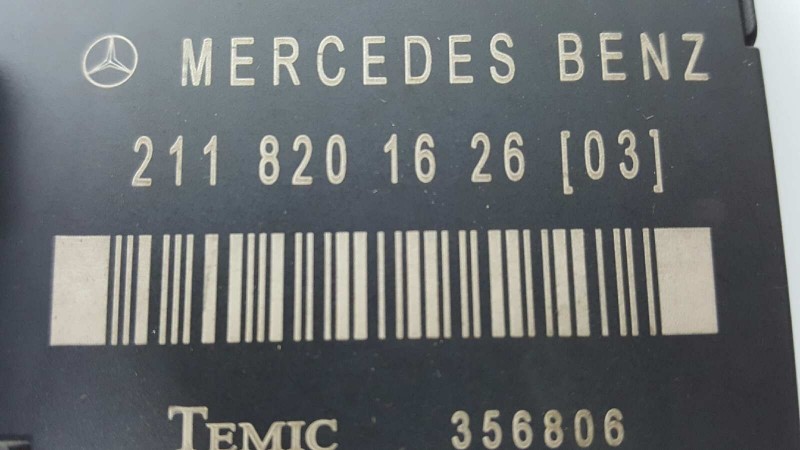 MERCEDES BENZ
211 820 16 26 [03]
TEMIC 356806